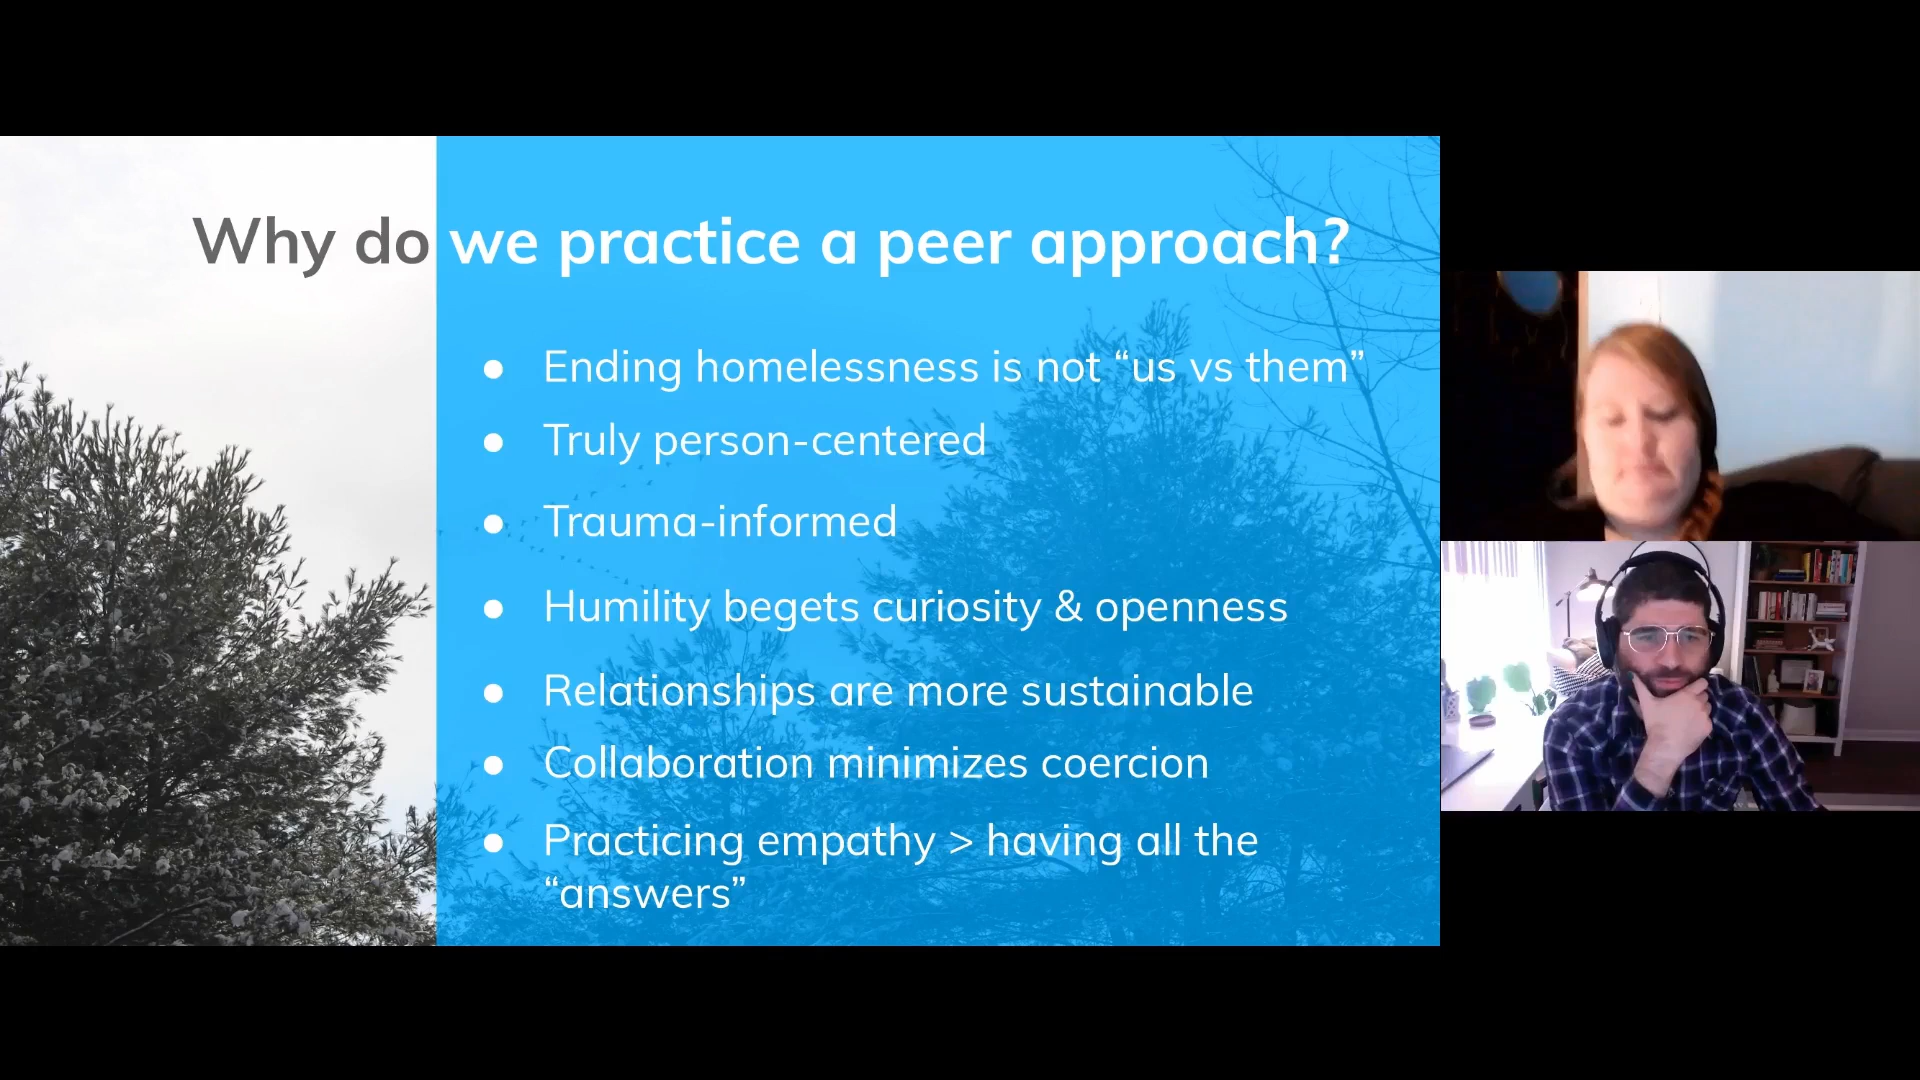 Why do we practice a peer approach?
● Ending homelessness is not “us vs them”
● Truly person-centered
● Trauma-informed
● Humility begets curiosity & openness
● Relationships are more sustainable
● Collaboration minimizes coercion
● Practicing empathy > having all the
“answers”